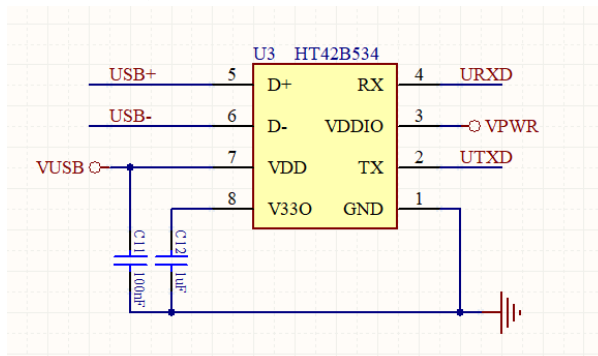 U3 HT42B534
USB+ 5 D+ RX 4 URXD
USB- 6 D- VDDIO 3 VPWR
VUSB 7 VDD TX 2 UTXD
8 V33O GND 1
C11 100nF
C12 1uF